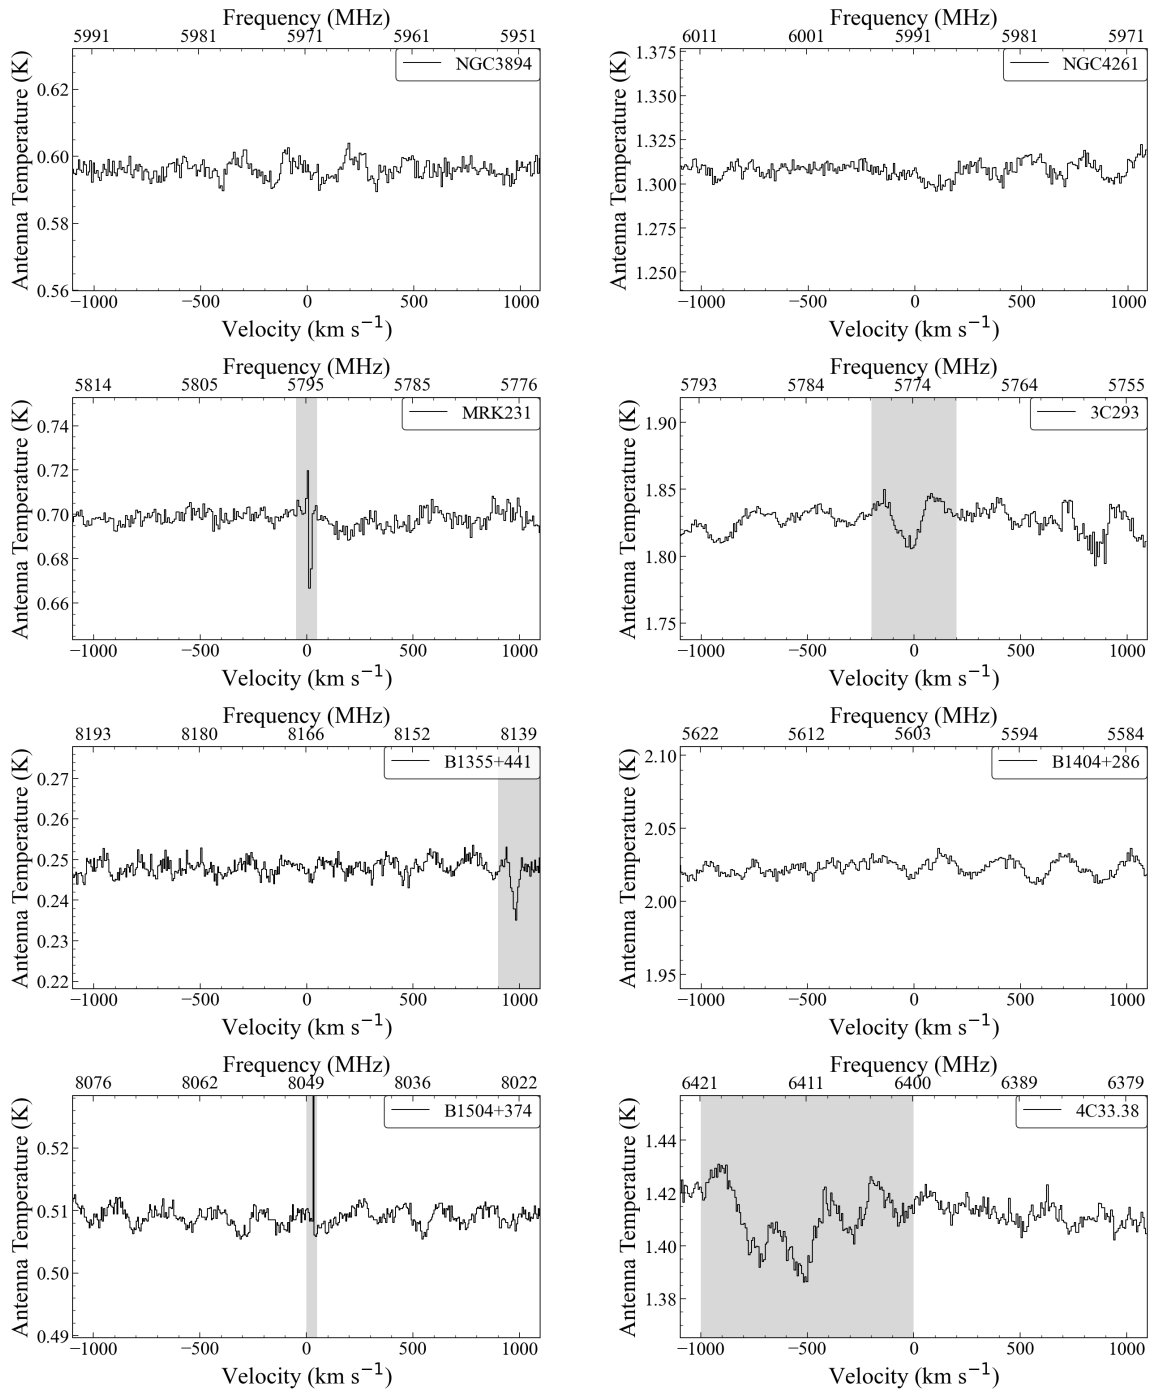 Frequency (MHz)
5991 5981 5971 5961 5951
NGC3894
Antenna Temperature (K)
0.62
0.60
0.58
0.56
−1000 −500 0 500 1000
Velocity (km s−1)
Frequency (MHz)
6011 6001 5991 5981 5971
NGC4261
Antenna Temperature (K)
1.375
1.350
1.325
1.300
1.275
1.250
−1000 −500 0 500 1000
Velocity (km s−1)
Frequency (MHz)
5814 5805 5795 5785 5776
MRK231
Antenna Temperature (K)
0.74
0.72
0.70
0.68
0.66
−1000 −500 0 500 1000
Velocity (km s−1)
Frequency (MHz)
5793 5784 5774 5764 5755
3C293
Antenna Temperature (K)
1.90
1.85
1.80
1.75
−1000 −500 0 500 1000
Velocity (km s−1)
Frequency (MHz)
8193 8180 8166 8152 8139
B1355+441
Antenna Temperature (K)
0.27
0.26
0.25
0.24
0.23
0.22
−1000 −500 0 500 1000
Velocity (km s−1)
Frequency (MHz)
5622 5612 5603 5594 5584
B1404+286
Antenna Temperature (K)
2.10
2.05
2.00
1.95
−1000 −500 0 500 1000
Velocity (km s−1)
Frequency (MHz)
8076 8062 8049 8036 8022
B1504+374
Antenna Temperature (K)
0.52
0.51
0.50
0.49
−1000 −500 0 500 1000
Velocity (km s−1)
Frequency (MHz)
6421 6411 6400 6389 6379
4C33.38
Antenna Temperature (K)
1.44
1.42
1.40
1.38
−1000 −500 0 500 1000
Velocity (km s−1)